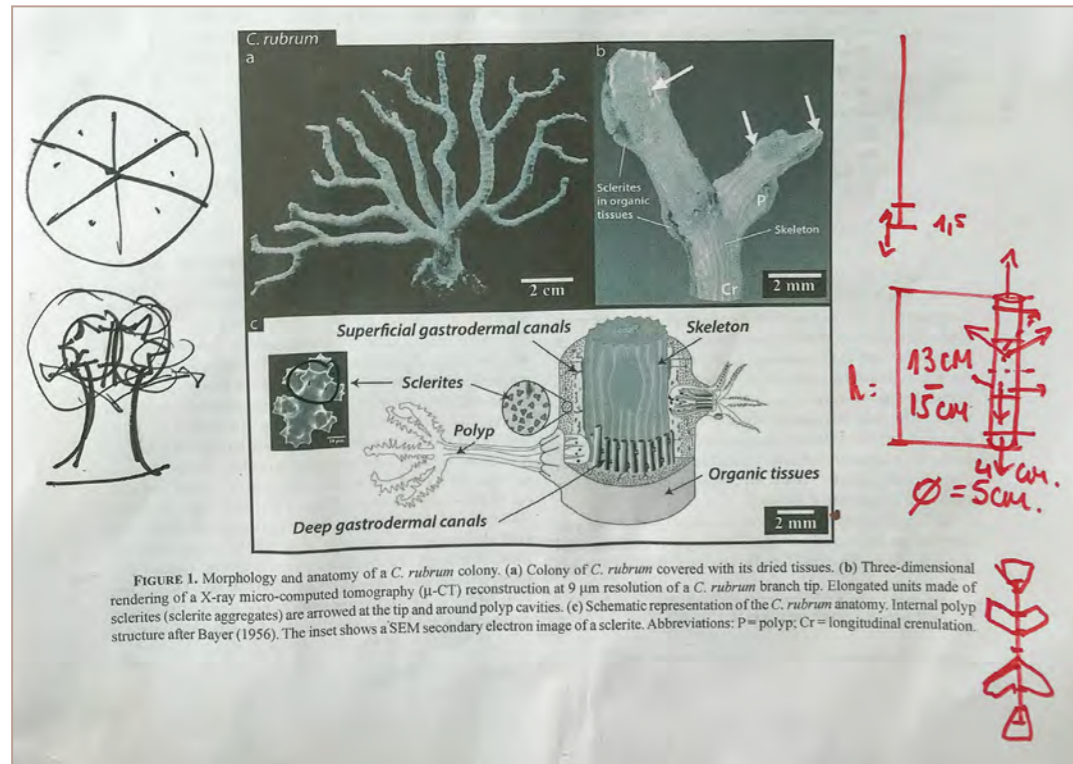 C. rubrum
a
2 cm
b
Sclerites
in organic
tissues
P
Skeleton
Cr
2 mm
c
Superficial gastrodermal canals
Skeleton
Sclerites
Polyp
Organic tissues
Deep gastrodermal canals
2 mm
FIGURE 1. Morphology and anatomy of a C. rubrum colony. (a) Colony of C. rubrum covered with its dried tissues. (b) Three-dimensional
rendering of a X-ray micro-computed tomography (μ-CT) reconstruction at 9 μm resolution of a C. rubrum branch tip. Elongated units made of
sclerites (sclerite aggregates) are arrowed at the tip and around polyp cavities. (c) Schematic representation of the C. rubrum anatomy. Internal polyp
structure after Bayer (1956). The inset shows a SEM secondary electron image of a sclerite. Abbreviations: P = polyp; Cr = longitudinal crenulation.
1,5
h=
13см
15см
4 см.
Ø = 5см.